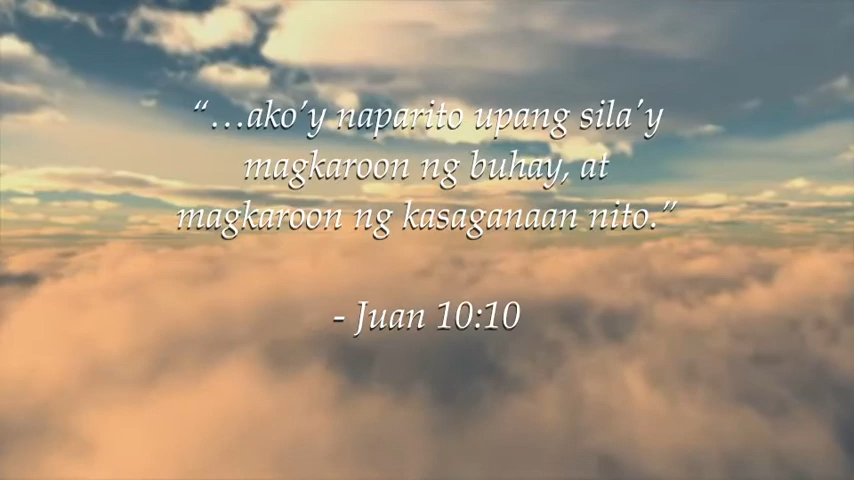 “…ako’y naparito upang sila'y
magkaroon ng buhay, at
magkaroon ng kasaganaan nito.”
- Juan 10:10